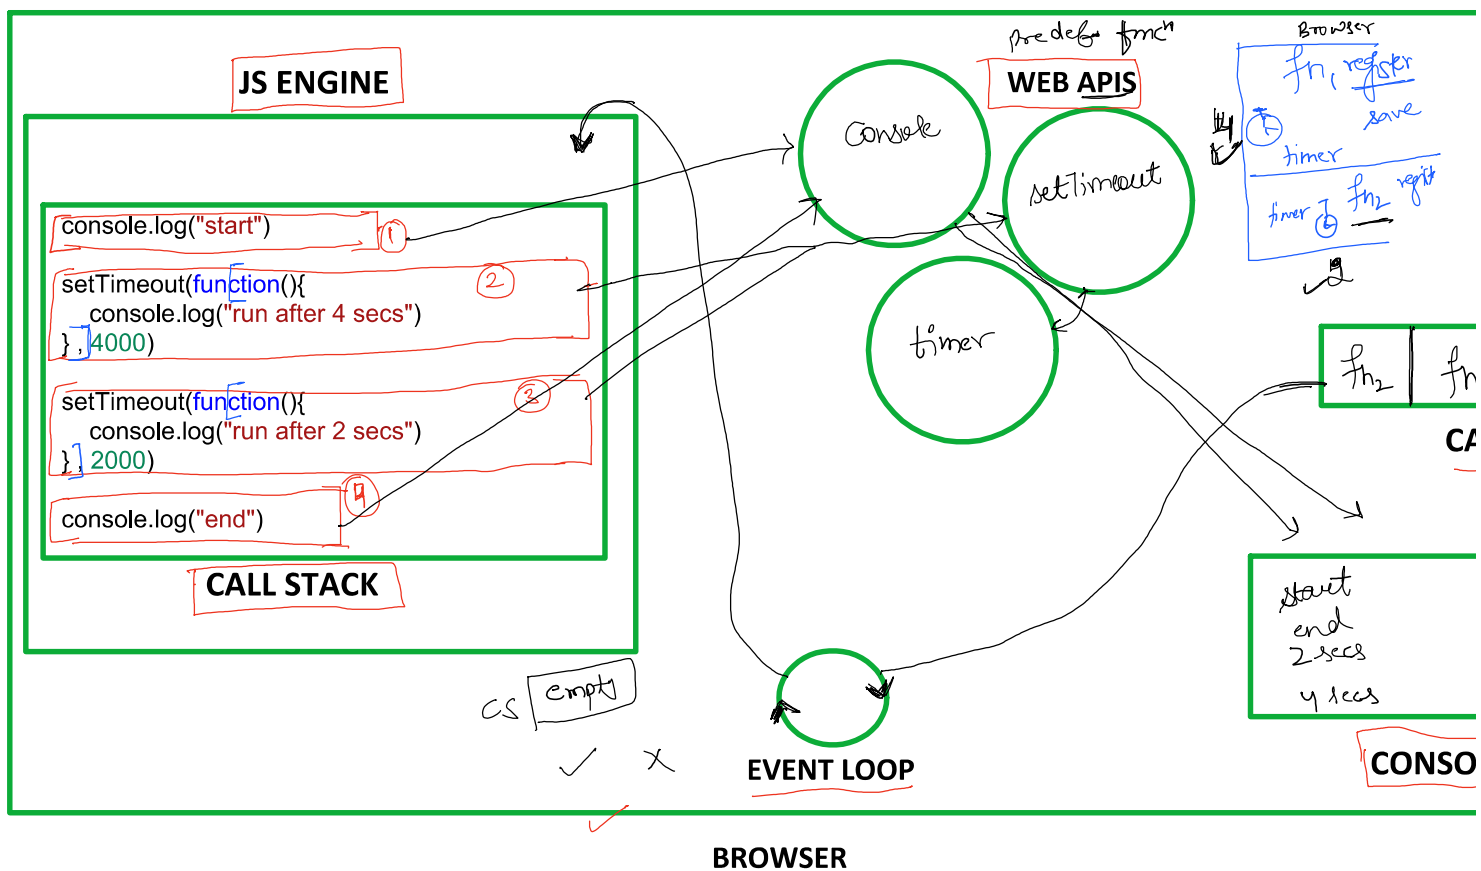 predef func
Browser
JS ENGINE
WEB APIS
fn1 register
save
timer
Console
setTimeout
timer
fn2
console.log("start")
1
setTimeout(function(){
2
console.log("run after 4 secs")
} , 4000)
timer
fn2 | fn
setTimeout(function(){
3
console.log("run after 2 secs")
} , 2000)
CA
4
console.log("end")
CALL STACK
start
end
2 secs
4 secs
CS empty
EVENT LOOP
CONSO
BROWSER